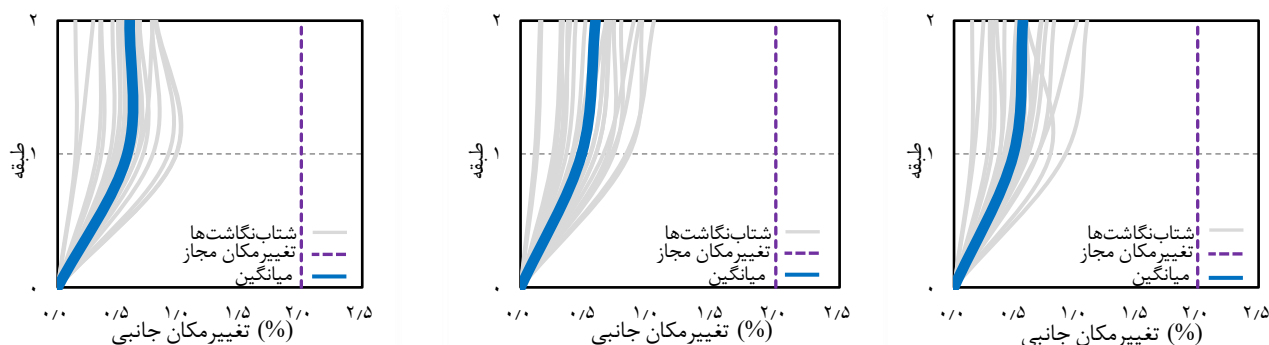 ۲
طبقه
۱
شتاب‌نگاشت‌ها
تغییرمکان مجاز
میانگین
۰
۰٫۰ ۰٫۵ ۱٫۰ ۱٫۵ ۲٫۰ ۲٫۵
تغییرمکان جانبی (%)
۲
طبقه
۱
شتاب‌نگاشت‌ها
تغییرمکان مجاز
میانگین
۰
۰٫۰ ۰٫۵ ۱٫۰ ۱٫۵ ۲٫۰ ۲٫۵
تغییرمکان جانبی (%)
۲
طبقه
۱
شتاب‌نگاشت‌ها
تغییرمکان مجاز
میانگین
۰
۰٫۰ ۰٫۵ ۱٫۰ ۱٫۵ ۲٫۰ ۲٫۵
تغییرمکان جانبی (%)